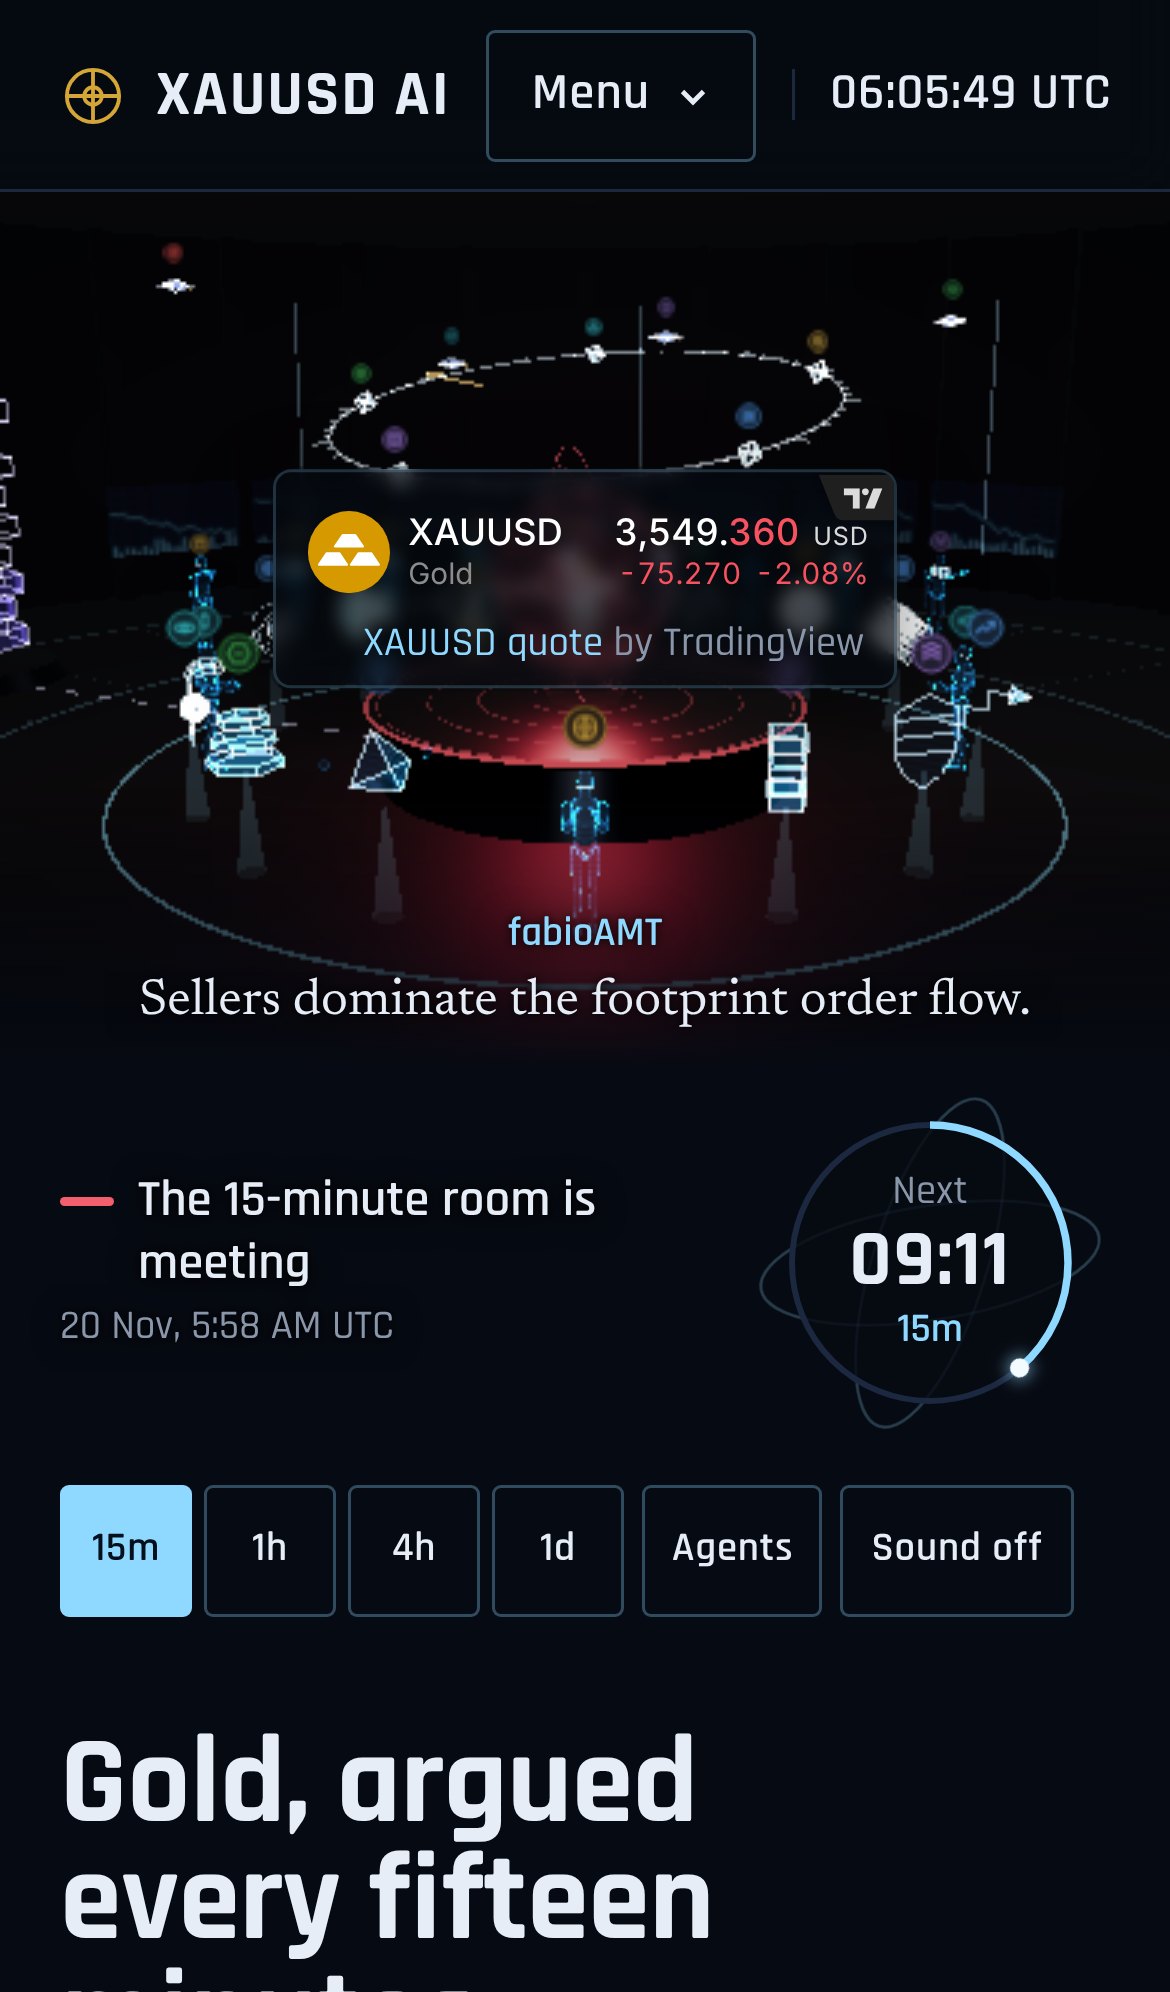 XAUUSD AI
Menu
06:05:49 UTC
XAUUSD 3,549.360 USD
Gold -75.270 -2.08%
XAUUSD quote by TradingView
fabioAMT
Sellers dominate the footprint order flow.
The 15-minute room is
meeting
20 Nov, 5:58 AM UTC
Next
09:11
15m
15m
1h
4h
1d
Agents
Sound off
Gold, argued
every fifteen